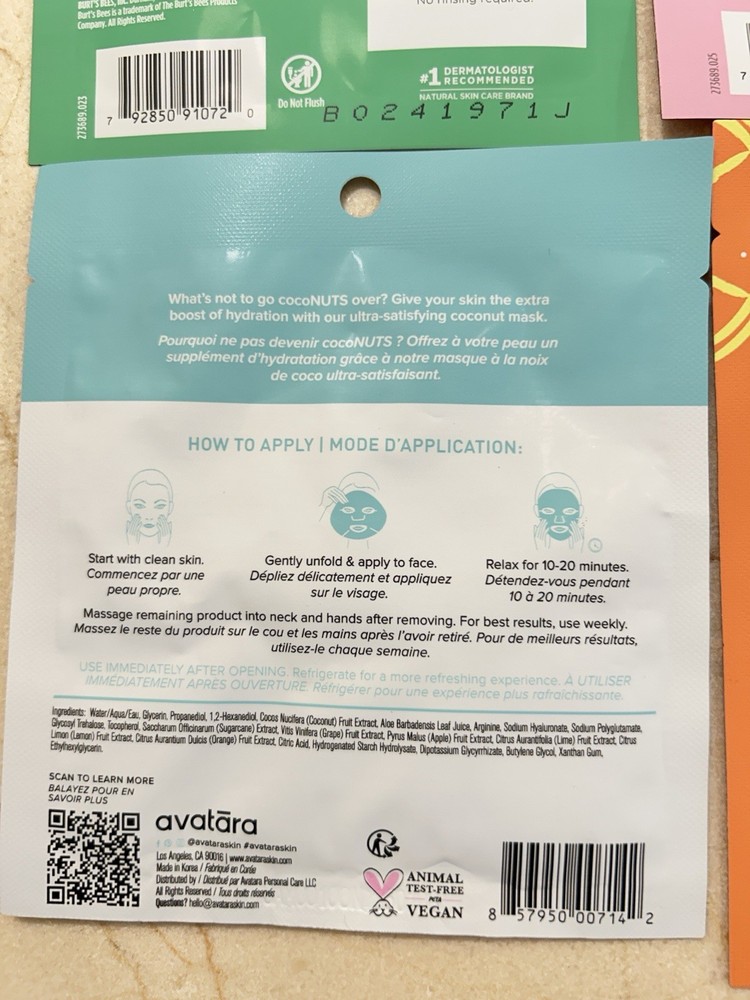 Burt's Bees is a trademark of The Burt's Bees Products
Company. All Rights Reserved.
No rinsing required.
273689.023
7 92850 91072 0
Do Not Flush
#1 DERMATOLOGIST
RECOMMENDED
NATURAL SKIN CARE BRAND
B0241971J
273689.025
7
What's not to go cocoNUTS over? Give your skin the extra
boost of hydration with our ultra-satisfying coconut mask.
Pourquoi ne pas devenir cocoNUTS ? Offrez à votre peau un
supplément d'hydratation grâce à notre masque à la noix
de coco ultra-satisfaisant.
HOW TO APPLY | MODE D'APPLICATION:
Start with clean skin.
Commencez par une
peau propre.
Gently unfold & apply to face.
Dépliez délicatement et appliquez
sur le visage.
Relax for 10-20 minutes.
Détendez-vous pendant
10 à 20 minutes.
Massage remaining product into neck and hands after removing. For best results, use weekly.
Massez le reste du produit sur le cou et les mains après l'avoir retiré. Pour de meilleurs résultats,
utilisez-le chaque semaine.
USE IMMEDIATELY AFTER OPENING. Refrigerate for a more refreshing experience. À UTILISER
IMMÉDIATEMENT APRÈS OUVERTURE. Réfrigérer pour une expérience plus rafraîchissante.
Ingredients: Water/Aqua/Eau, Glycerin, Propanediol, 1,2-Hexanediol, Cocos Nucifera (Coconut) Fruit Extract, Aloe Barbadensis Leaf Juice, Arginine, Sodium Hyaluronate, Sodium Polyglutamate,
Glycosyl Trehalose, Tocopherol, Saccharum Officinarum (Sugarcane) Extract, Vitis Vinifera (Grape) Fruit Extract, Pyrus Malus (Apple) Fruit Extract, Citrus Aurantifolia (Lime) Fruit Extract, Citrus
Limon (Lemon) Fruit Extract, Citrus Aurantium Dulcis (Orange) Fruit Extract, Citric Acid, Hydrogenated Starch Hydrolysate, Dipotassium Glycyrrhizate, Butylene Glycol, Xanthan Gum,
Ethylhexylglycerin.
SCAN TO LEARN MORE
BALAYEZ POUR EN
SAVOIR PLUS
avatāra
@avataraskin #avataraskin
Los Angeles, CA 90016 | www.avataraskin.com
Made in Korea / Fabriqué en Corée
Distributed by / Distribué par Avatara Personal Care LLC
All Rights Reserved / Tous droits réservés
Questions? hello@avataraskin.com
ANIMAL
TEST-FREE
PETA
VEGAN
8 57950 00714 2